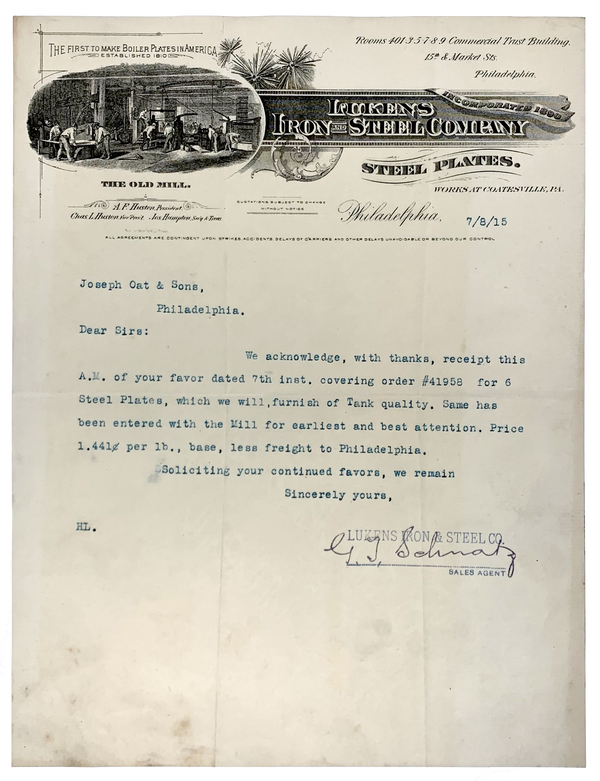 THE FIRST TO MAKE BOILER PLATES IN AMERICA
ESTABLISHED 1810
Rooms 401·3·5·7·8·9 Commercial Trust Building.
15th & Market Sts.
Philadelphia.
LUKENS
IRON AND STEEL COMPANY
INCORPORATED 1890
STEEL PLATES.
WORKS AT COATESVILLE, PA.
THE OLD MILL.
A. F. Huston, President
Chas. L. Huston, Vice Prest. Jos. Humpton, Sec'y & Treas.
QUOTATIONS SUBJECT TO CHANGE
WITHOUT NOTICE
Philadelphia, 7/8/15
ALL AGREEMENTS ARE CONTINGENT UPON STRIKES, ACCIDENTS, DELAYS OF CARRIERS AND OTHER DELAYS UNAVOIDABLE OR BEYOND OUR CONTROL
Joseph Oat & Sons,
Philadelphia.
Dear Sirs:
We acknowledge, with thanks, receipt this
A.M. of your favor dated 7th inst. covering order #41958 for 6
Steel Plates, which we will,furnish of Tank quality. Same has
been entered with the Mill for earliest and best attention. Price
1.441¢ per lb., base, less freight to Philadelphia.
Soliciting your continued favors, we remain
Sincerely yours,
HL.
LUKENS IRON & STEEL CO.
G. T. Schnatz
SALES AGENT